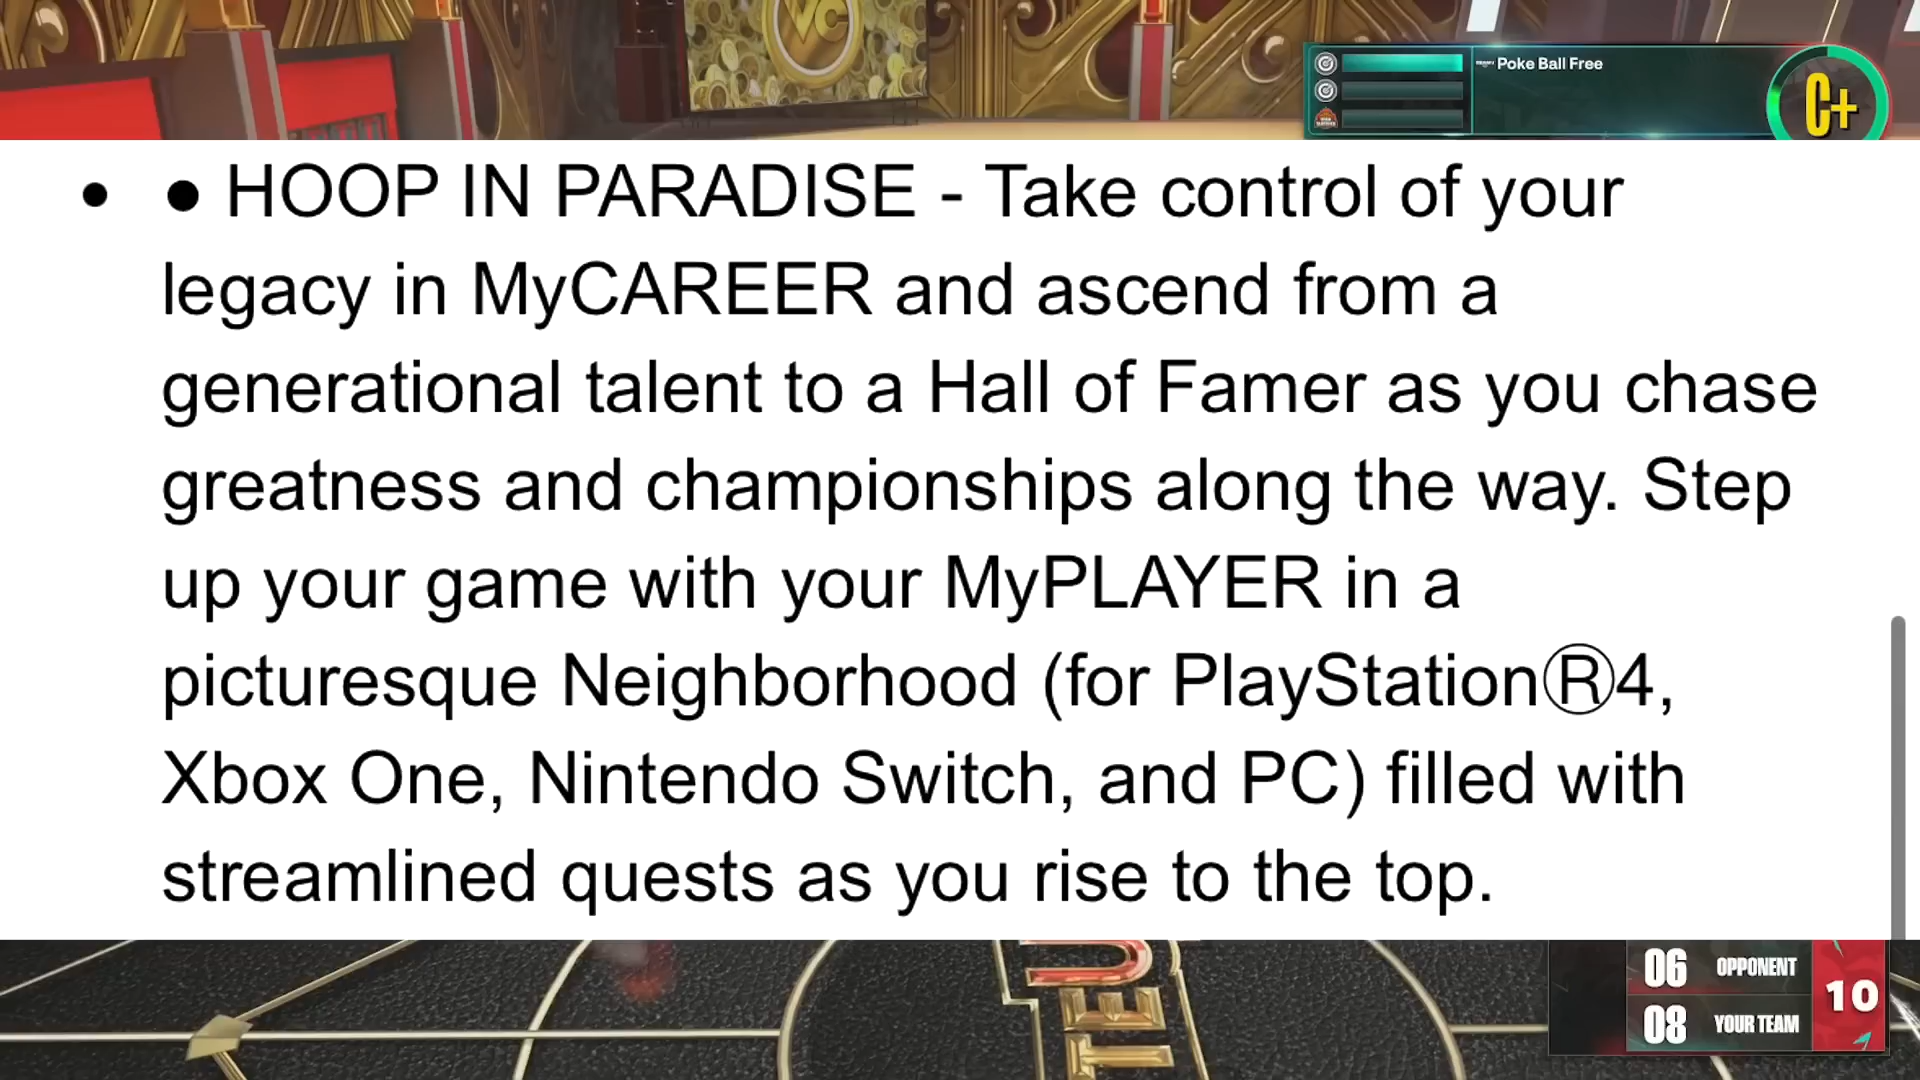 VC
Poke Ball Free
C+
• ● HOOP IN PARADISE - Take control of your
legacy in MyCAREER and ascend from a
generational talent to a Hall of Famer as you chase
greatness and championships along the way. Step
up your game with your MyPLAYER in a
picturesque Neighborhood (for PlayStation®4,
Xbox One, Nintendo Switch, and PC) filled with
streamlined quests as you rise to the top.
06 OPPONENT
10
08 YOUR TEAM